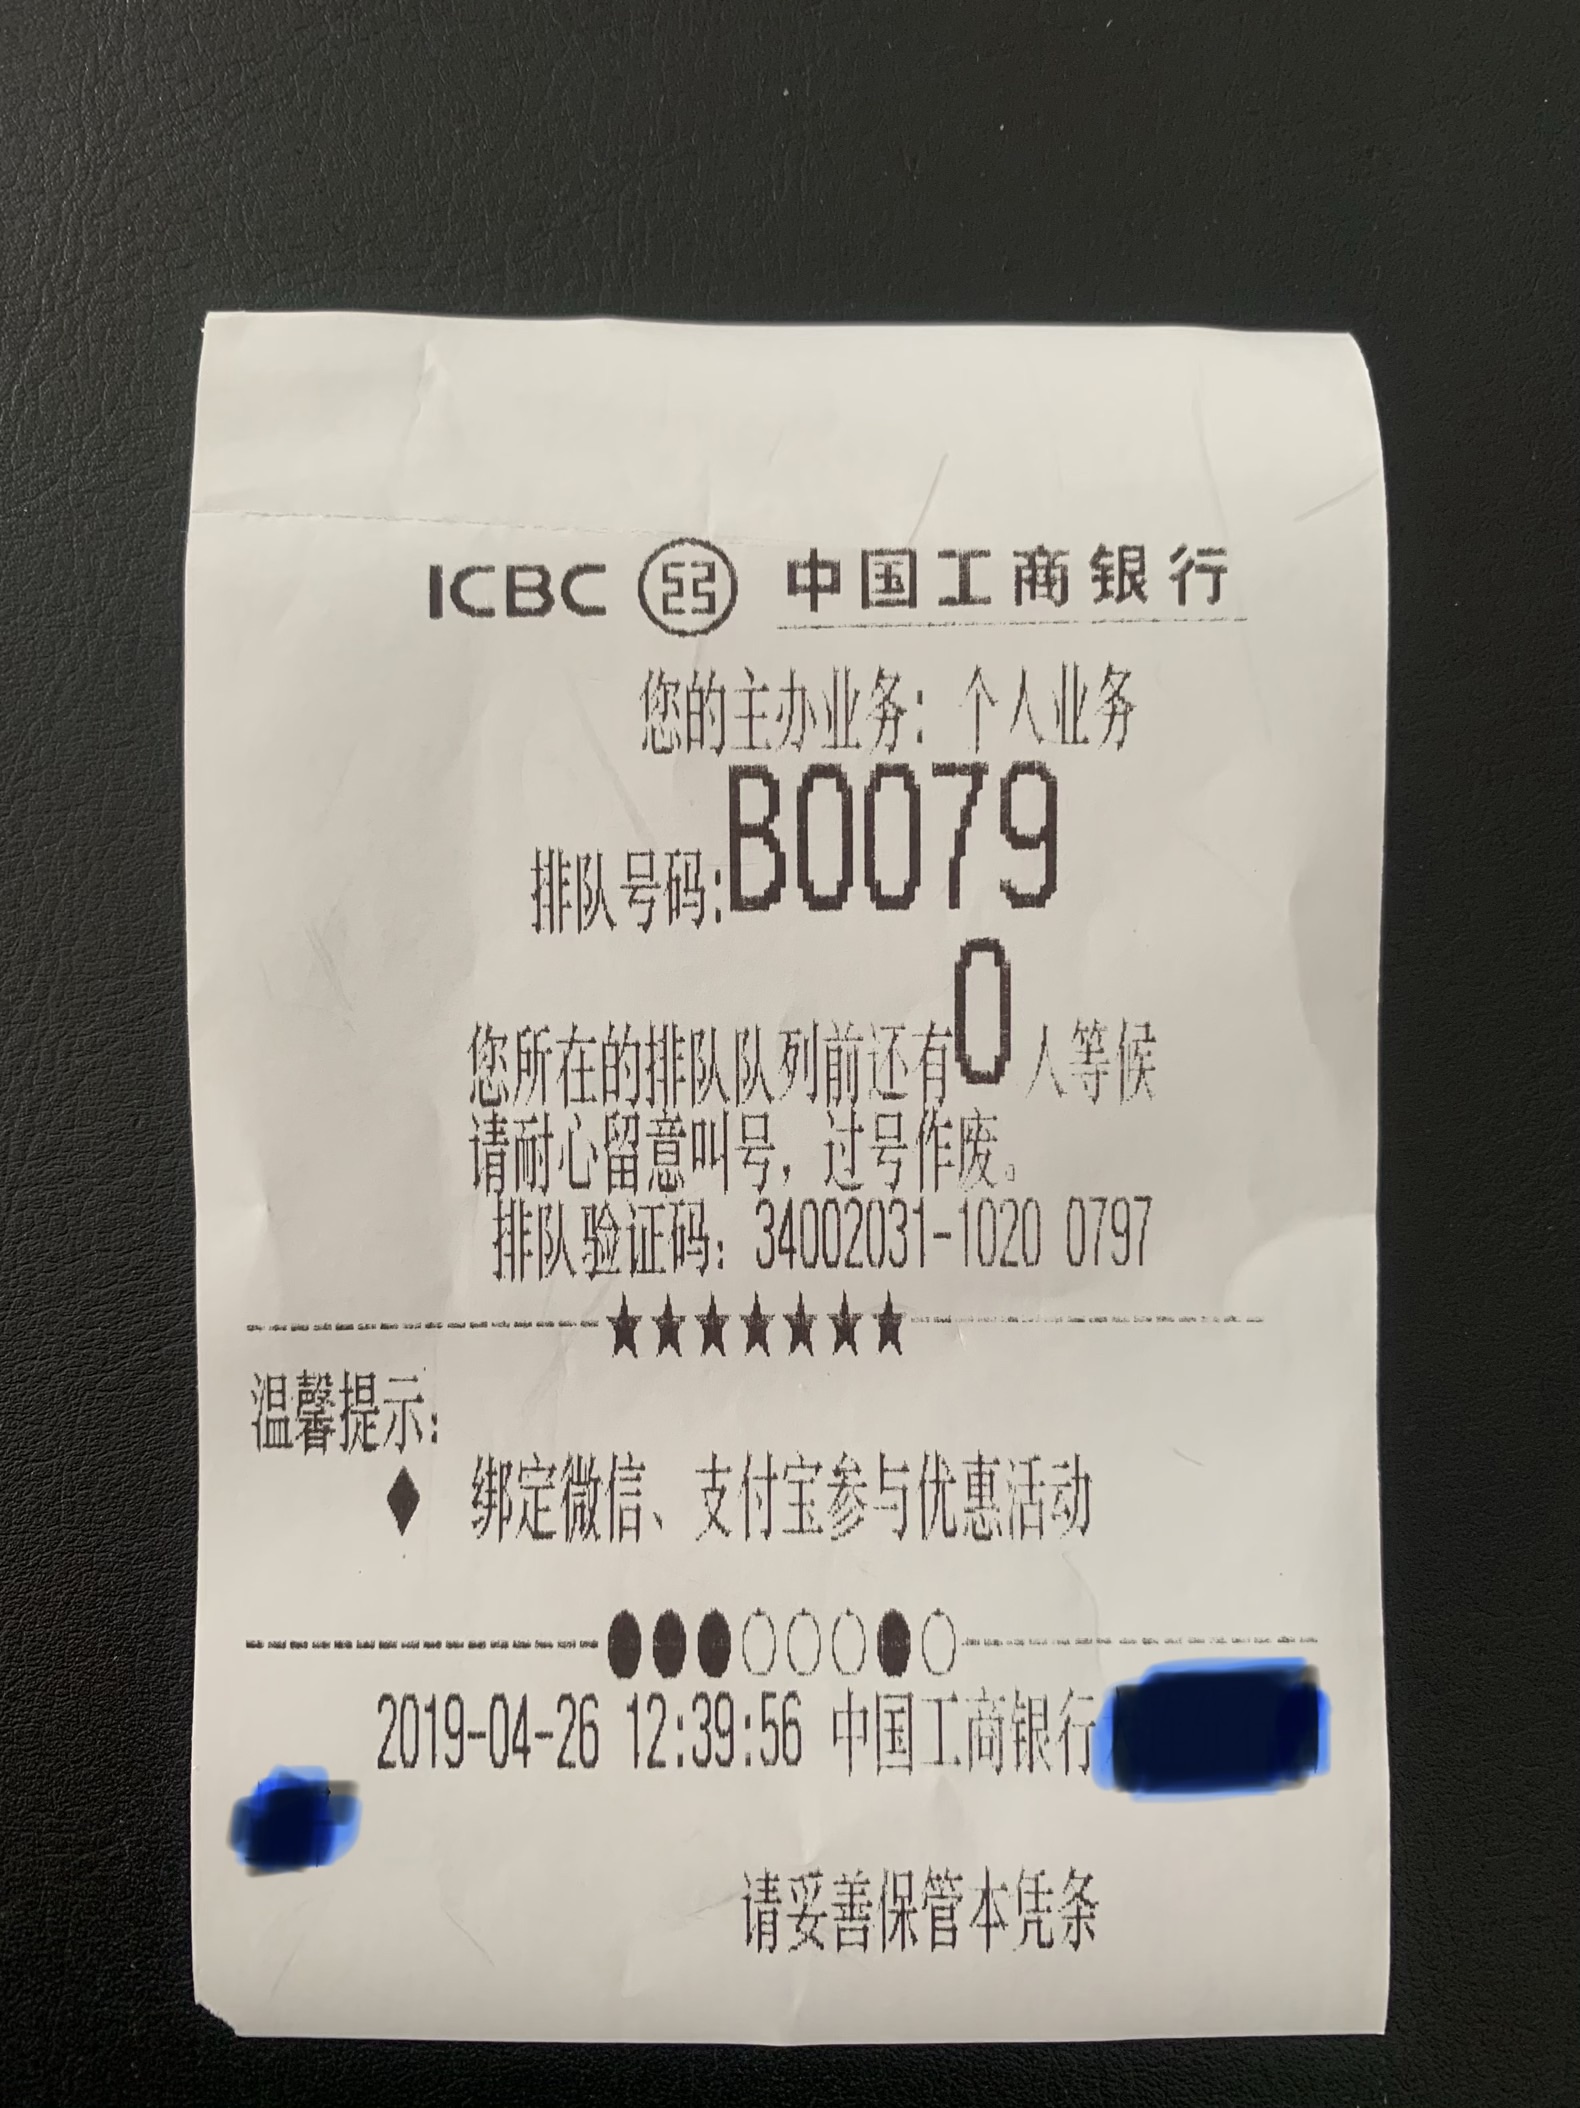 ICBC 中国工商银行
您的主办业务：个人业务
排队号码:B0079
您所在的排队队列前还有0人等候
请耐心留意叫号，过号作废。
排队验证码：34002031-1020 0797
★★★★★★★
温馨提示:
♦ 绑定微信、支付宝参与优惠活动
●●●○○○●○
2019-04-26 12:39:56 中国工商银行
请妥善保管本凭条